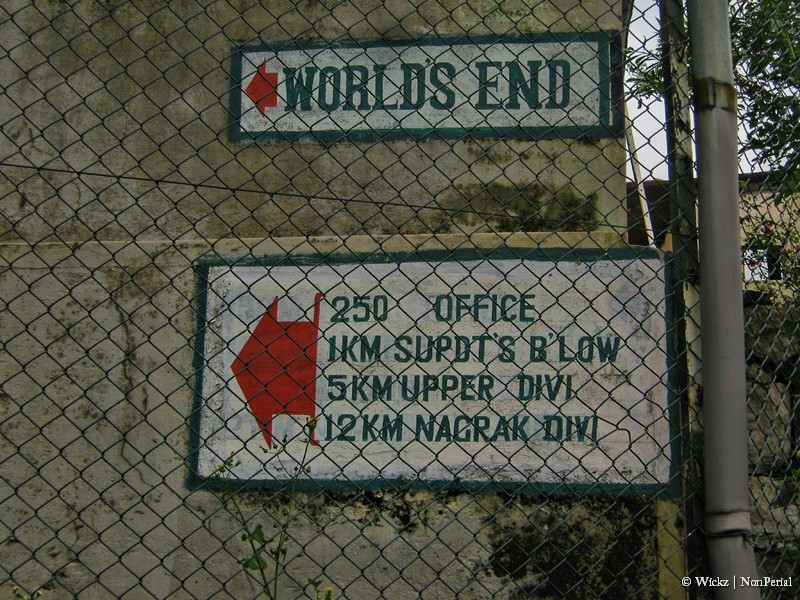 WORLD'S END
250 OFFICE
1KM SUPDT'S B'LOW
5KM UPPER DIVI
12KM NAGRAK DIVI
© Wickz | NonPerial